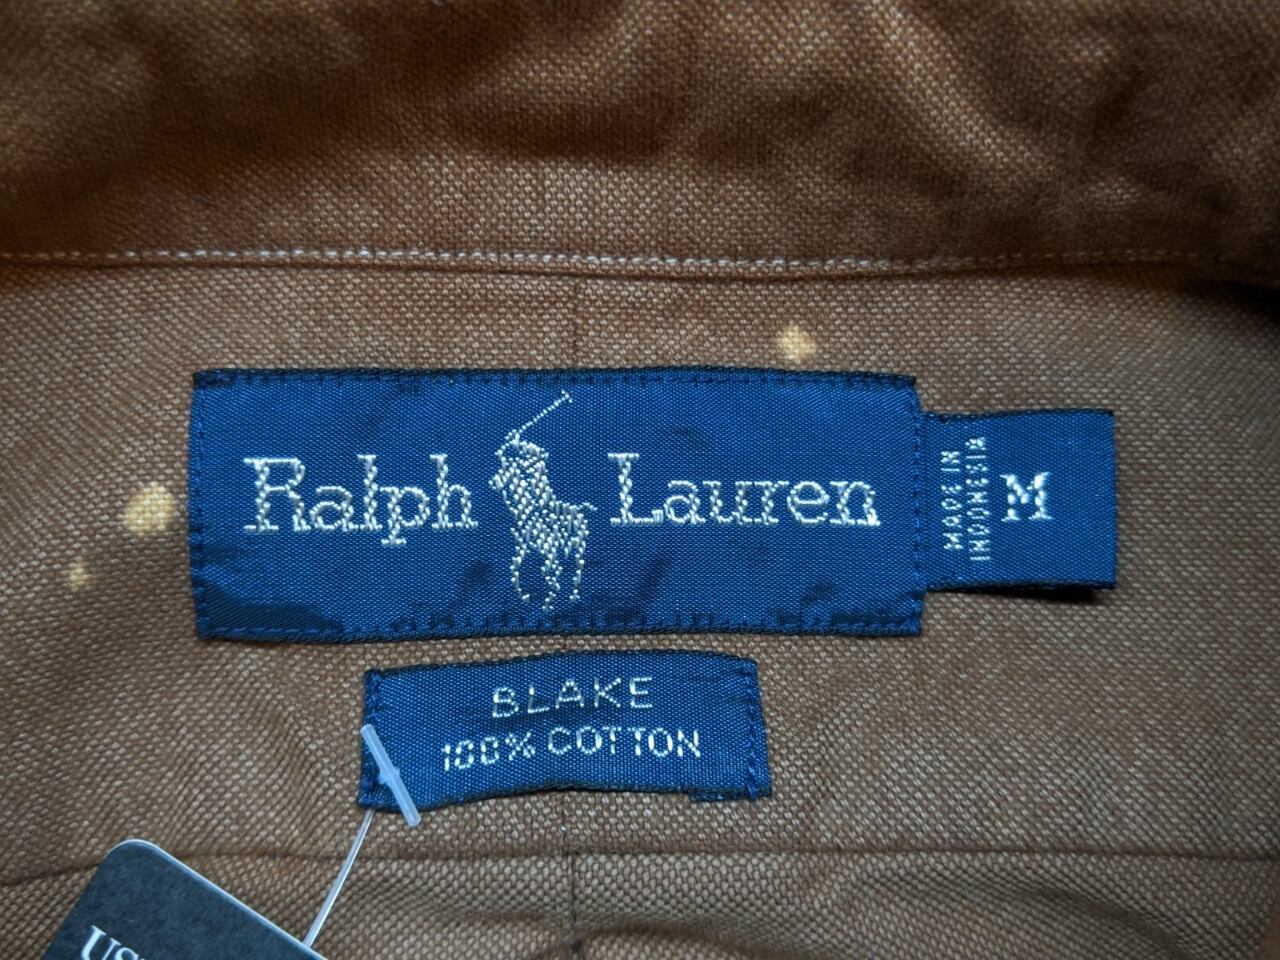 Ralph Lauren
MADE IN
INDONESIA
M
BLAKE
100% COTTON